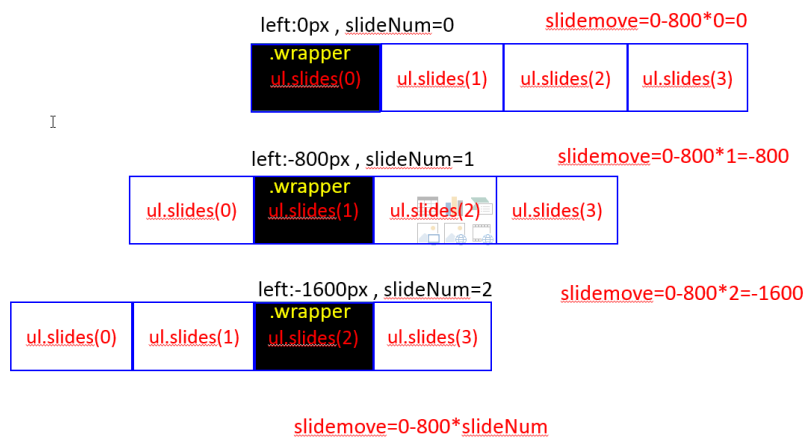 left:0px , slideNum=0
slidemove=0-800*0=0
.wrapper
ul.slides(0) ul.slides(1) ul.slides(2) ul.slides(3)
left:-800px , slideNum=1
slidemove=0-800*1=-800
.wrapper
ul.slides(0) ul.slides(1) ul.slides(2) ul.slides(3)
left:-1600px , slideNum=2
slidemove=0-800*2=-1600
.wrapper
ul.slides(0) ul.slides(1) ul.slides(2) ul.slides(3)
slidemove=0-800*slideNum